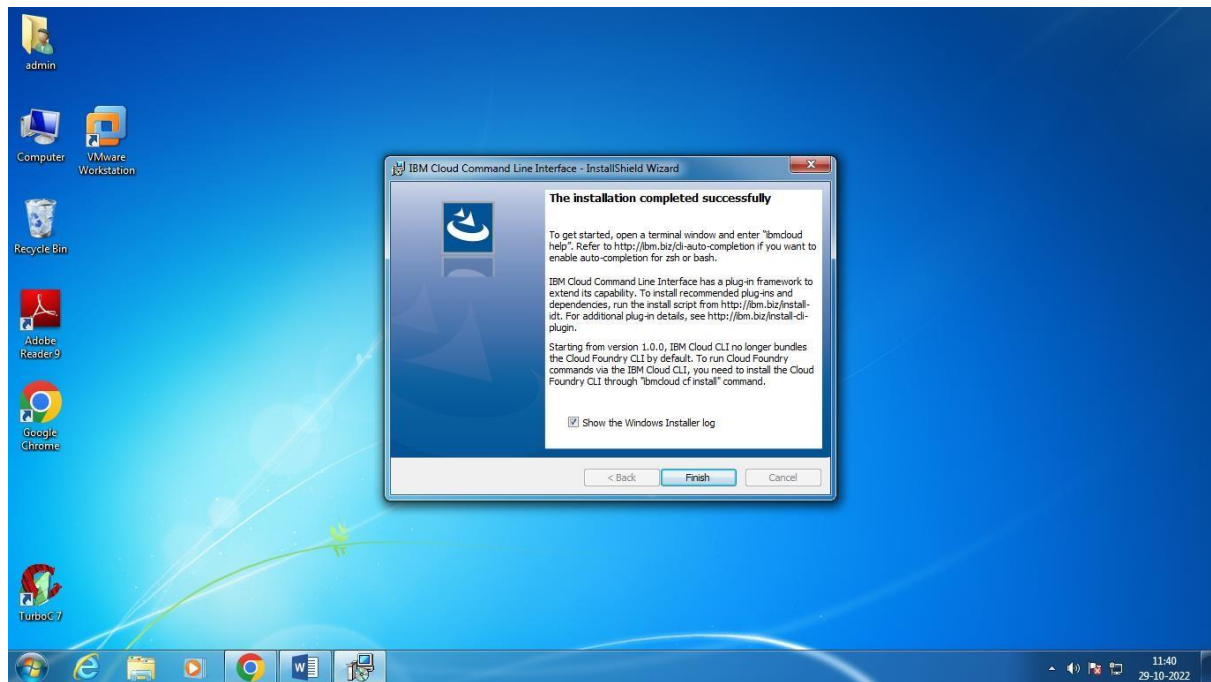 admin
Computer
VMware
Workstation
Recycle Bin
Adobe
Reader 9
Google
Chrome
TurboC 7
IBM Cloud Command Line Interface - InstallShield Wizard
The installation completed successfully
To get started, open a terminal window and enter "ibmcloud
help". Refer to http://ibm.biz/cli-auto-completion if you want to
enable auto-completion for zsh or bash.
IBM Cloud Command Line Interface has a plug-in framework to
extend its capability. To install recommended plug-ins and
dependencies, run the install script from http://ibm.biz/install-
idt. For additional plug-in details, see http://ibm.biz/install-cli-
plugin.
Starting from version 1.0.0, IBM Cloud CLI no longer bundles
the Cloud Foundry CLI by default. To run Cloud Foundry
commands via the IBM Cloud CLI, you need to install the Cloud
Foundry CLI through "ibmcloud cf install" command.
Show the Windows Installer log
< Back
Finish
Cancel
11:40
29-10-2022